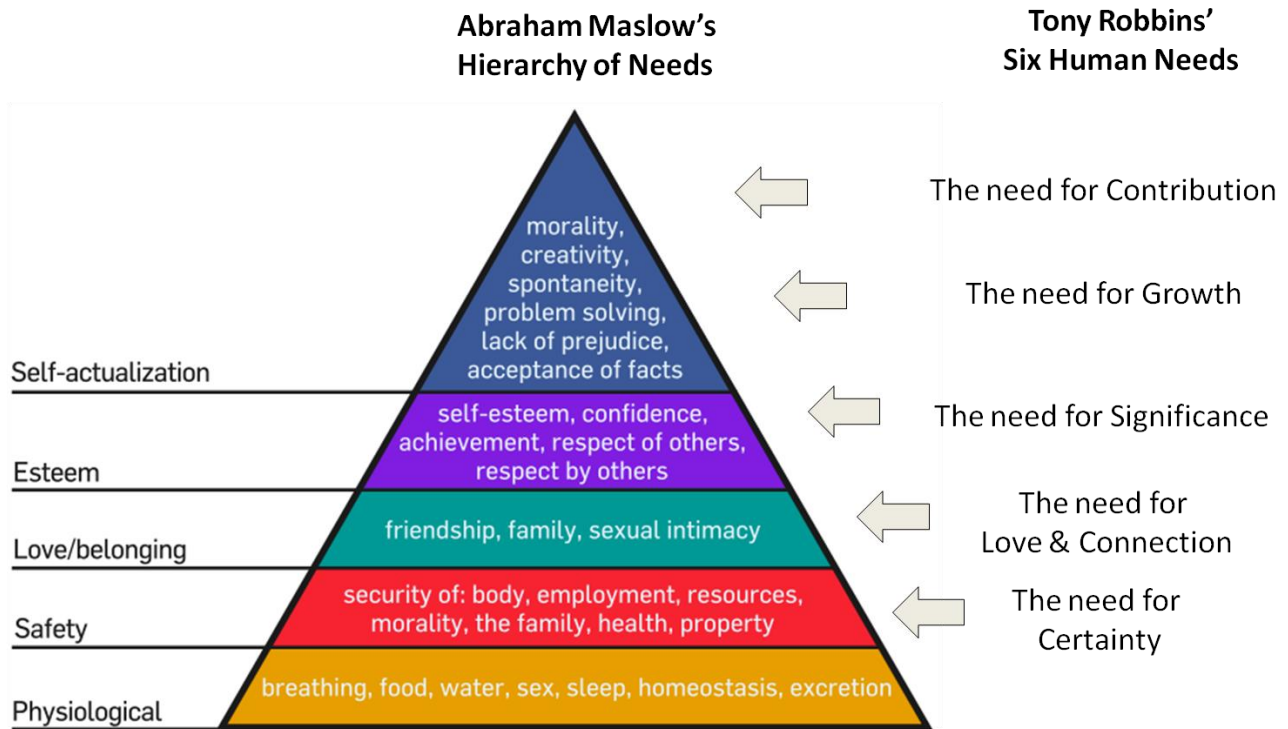 Abraham Maslow's
Hierarchy of Needs
Tony Robbins'
Six Human Needs
The need for Contribution
morality,
creativity,
spontaneity,
problem solving,
lack of prejudice,
acceptance of facts
The need for Growth
Self-actualization
self-esteem, confidence,
achievement, respect of others,
respect by others
The need for Significance
Esteem
friendship, family, sexual intimacy
The need for
Love & Connection
Love/belonging
security of: body, employment, resources,
morality, the family, health, property
The need for
Certainty
Safety
breathing, food, water, sex, sleep, homeostasis, excretion
Physiological